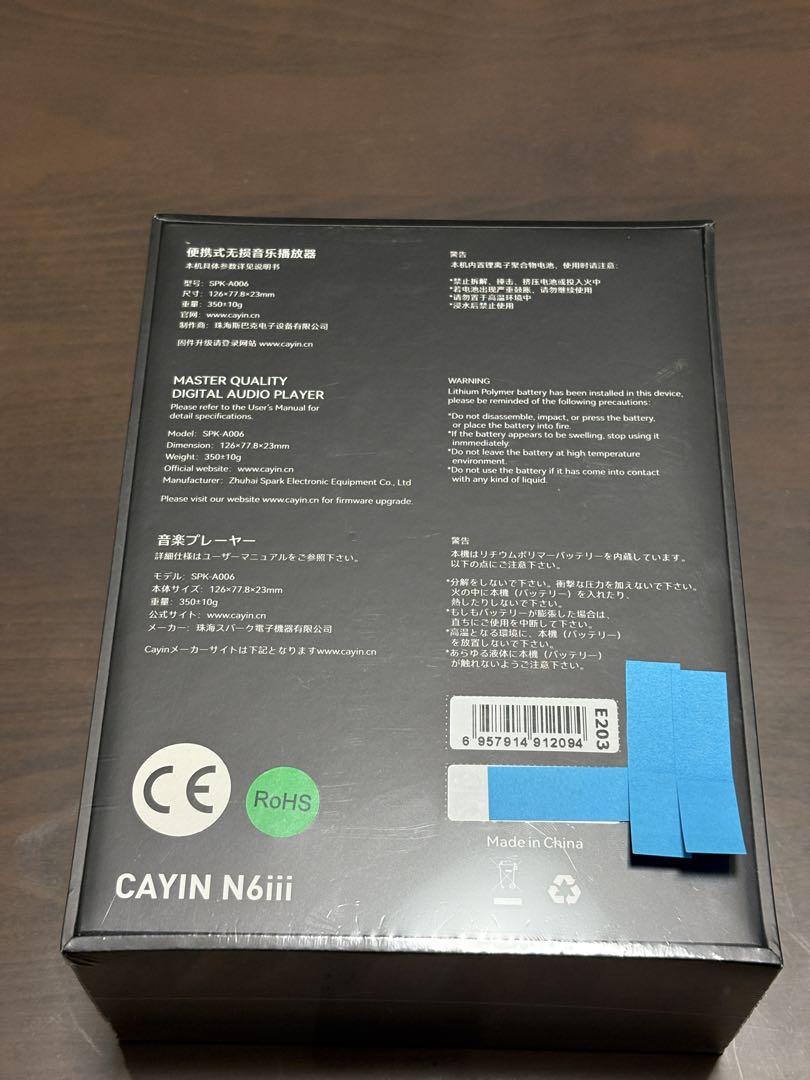 便携式无损音乐播放器
本机具体参数详见说明书
型号：SPK-A006
尺寸：126×77.8×23mm
重量：350±10g
官网：www.cayin.cn
制作商：珠海斯巴克电子设备有限公司
固件升级请登录网站 www.cayin.cn
警告
本机内置锂离子聚合物电池，使用时请注意：
*禁止拆解、撞击、挤压电池或投入火中
*若电池出现严重鼓胀、请勿继续使用
*请勿置于高温环境中
*浸水后禁止使用
MASTER QUALITY
DIGITAL AUDIO PLAYER
Please refer to the User's Manual for
detail specifications.
Model: SPK-A006
Dimension: 126×77.8×23mm
Weight: 350±10g
Official website: www.cayin.cn
Manufacturer: Zhuhai Spark Electronic Equipment Co., Ltd
Please visit our website www.cayin.cn for firmware upgrade.
WARNING
Lithium Polymer battery has been installed in this device,
please be reminded of the following precautions:
*Do not disassemble, impact, or press the battery,
or place the battery into fire.
*If the battery appears to be swelling, stop using it
inmmediately.
*Do not leave the battery at high temperature
environment.
*Do not use the battery if it has come into contact
with any kind of liquid.
音楽プレーヤー
詳細仕様はユーザーマニュアルをご参照下さい。
モデル：SPK-A006
本体サイズ：126×77.8×23mm
重量：350±10g
公式サイト：www.cayin.cn
メーカー：珠海スパーク電子機器有限公司
Cayinメーカーサイトは下記となりますwww.cayin.cn
警告
本機はリチウムポリマーバッテリーを内蔵しています。
以下の点にご注意下さい。
*分解をしないで下さい。衝撃な圧力を加えないで下さい。
火の中に本機（バッテリー）を入れたり、
熱したりしないで下さい。
*もしもバッテリーが膨張した場合は、
直ちにご使用を中断して下さい。
*高温となる環境に、本機（バッテリー）
を放置しないで下さい。
*あらゆる液体に本機（バッテリー）
が触れないようご注意下さい。
6 957914 912094
E203
CE
RoHS
Made in China
CAYIN N6iii